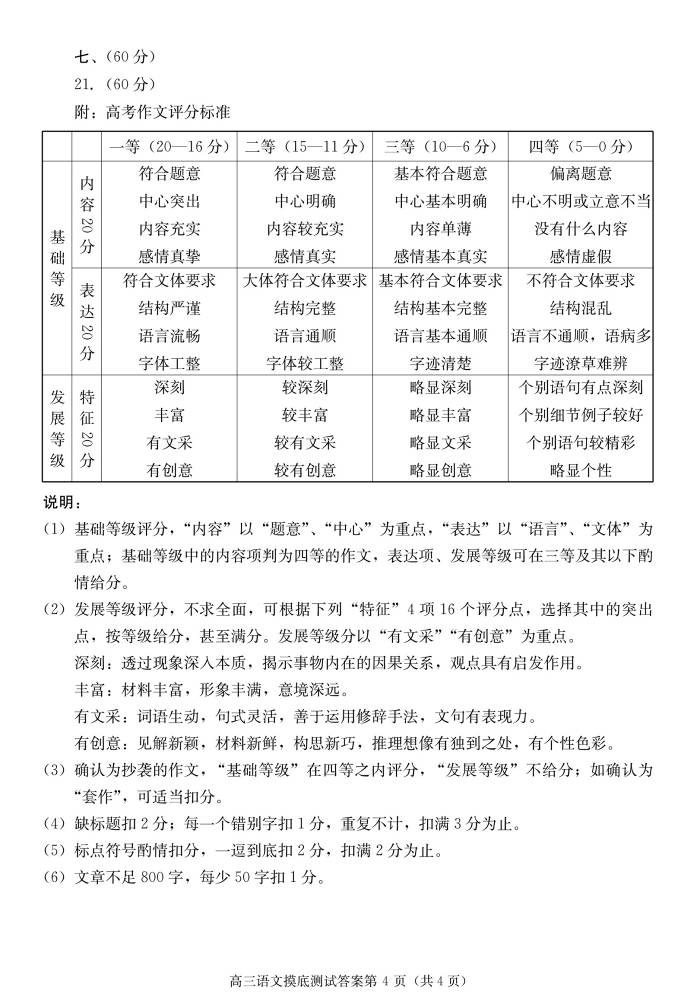 七、（60 分）
21. （60 分）
附：高考作文评分标准
一等（20—16 分） 二等（15—11 分） 三等（10—6 分） 四等（5—0 分）
基础等级
内容20分
符合题意 符合题意 基本符合题意 偏离题意
中心突出 中心明确 中心基本明确 中心不明或立意不当
内容充实 内容较充实 内容单薄 没有什么内容
感情真挚 感情真实 感情基本真实 感情虚假
表达20分
符合文体要求 大体符合文体要求 基本符合文体要求 不符合文体要求
结构严谨 结构完整 结构基本完整 结构混乱
语言流畅 语言通顺 语言基本通顺 语言不通顺，语病多
字体工整 字体较工整 字迹清楚 字迹潦草难辨
发展等级
特征20分
深刻 较深刻 略显深刻 个别语句有点深刻
丰富 较丰富 略显丰富 个别细节例子较好
有文采 较有文采 略显文采 个别语句较精彩
有创意 较有创意 略显创意 略显个性
说明：
（1）基础等级评分，“内容”以“题意”、“中心”为重点，“表达”以“语言”、“文体”为
重点；基础等级中的内容项判为四等的作文，表达项、发展等级可在三等及其以下酌
情给分。
（2）发展等级评分，不求全面，可根据下列“特征”4 项 16 个评分点，选择其中的突出
点，按等级给分，甚至满分。发展等级分以“有文采”“有创意”为重点。
深刻：透过现象深入本质，揭示事物内在的因果关系，观点具有启发作用。
丰富：材料丰富，形象丰满，意境深远。
有文采：词语生动，句式灵活，善于运用修辞手法，文句有表现力。
有创意：见解新颖，材料新鲜，构思新巧，推理想像有独到之处，有个性色彩。
（3）确认为抄袭的作文，“基础等级”在四等之内评分，“发展等级”不给分；如确认为
“套作”，可适当扣分。
（4）缺标题扣 2 分；每一个错别字扣 1 分，重复不计，扣满 3 分为止。
（5）标点符号酌情扣分，一逗到底扣 2 分，扣满 2 分为止。
（6）文章不足 800 字，每少 50 字扣 1 分。
高三语文摸底测试答案第 4 页（共 4 页）